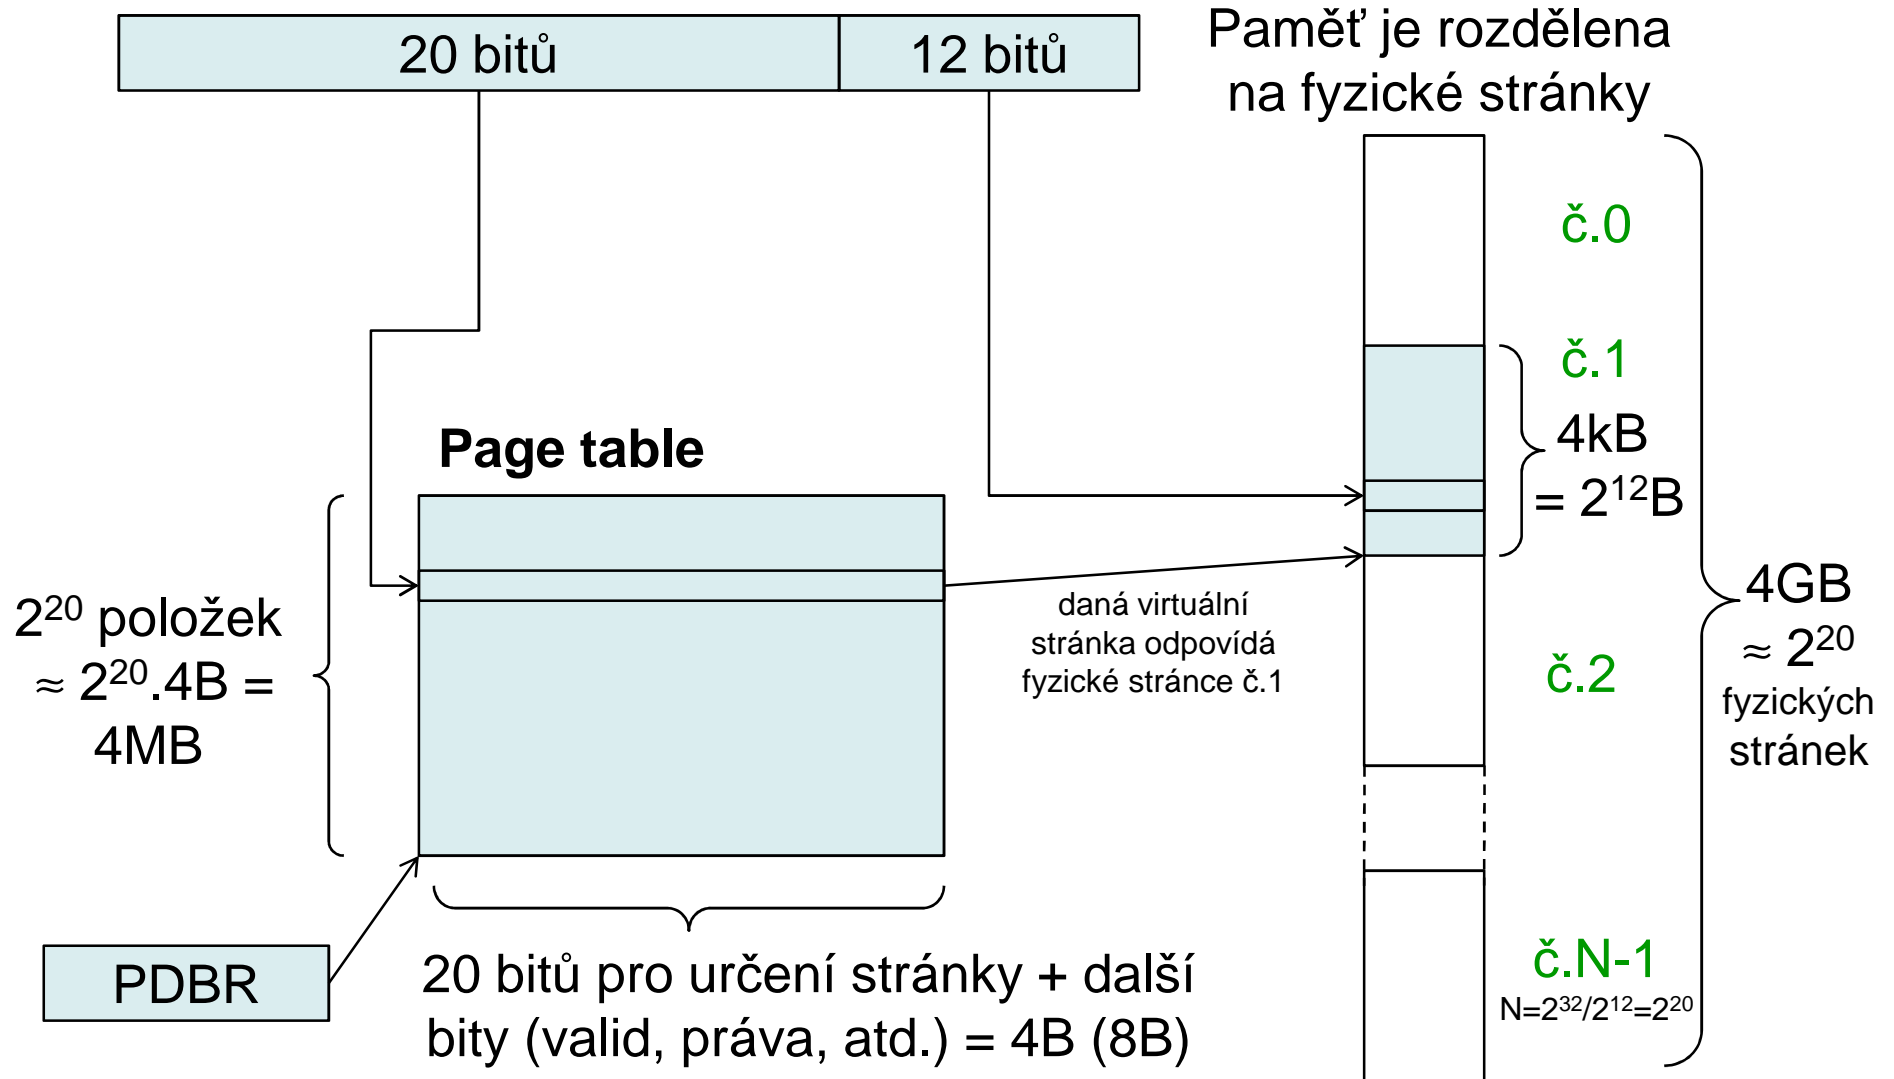 20 bitů
12 bitů
Paměť je rozdělena
na fyzické stránky
č.0
č.1
4kB
= 2¹²B
Page table
2²⁰ položek
≈ 2²⁰.4B =
4MB
daná virtuální
stránka odpovídá
fyzické stránce č.1
č.2
4GB
≈ 2²⁰
fyzických
stránek
PDBR
20 bitů pro určení stránky + další
bity (valid, práva, atd.) = 4B (8B)
č.N-1
N=2³²/2¹²=2²⁰